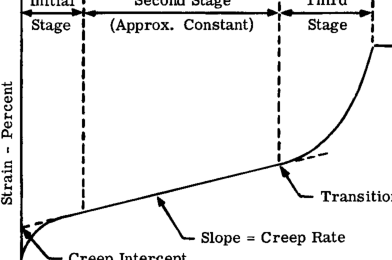 Initial Second Stage Third
Stage (Approx. Constant) Stage
Strain - Percent
Transition
Slope = Creep Rate
Creep Intercept